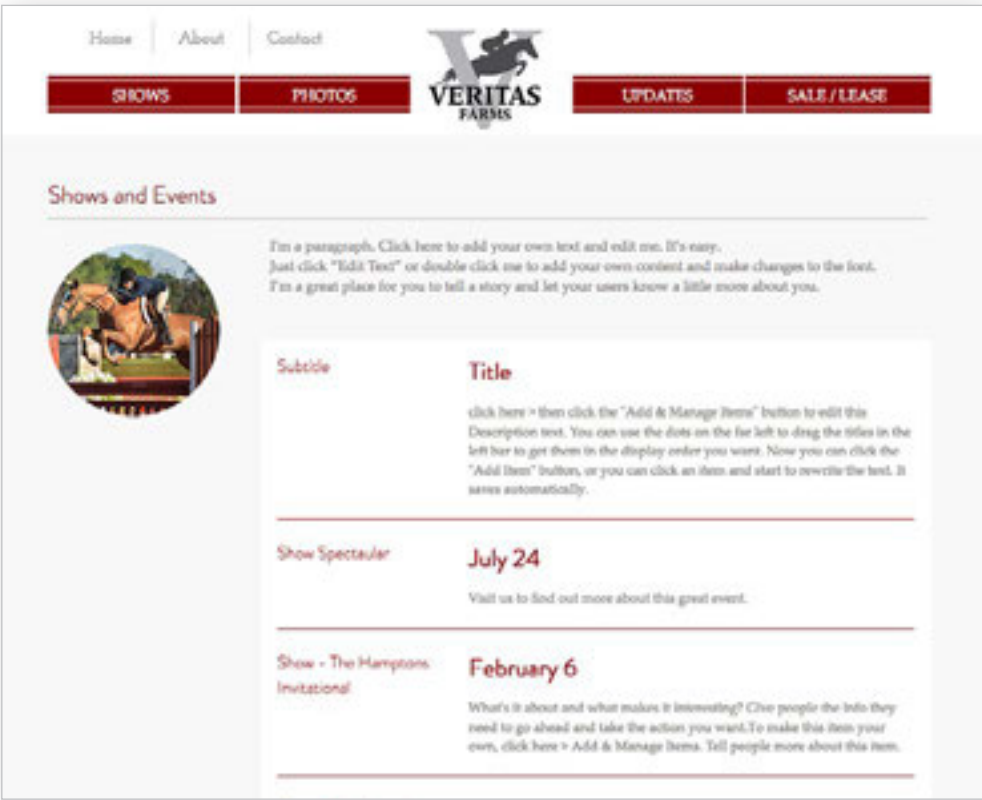 Home About Contact
SHOWS PHOTOS VERITAS UPDATES SALE / LEASE
FARMS
Shows and Events
I'm a paragraph. Click here to add your own text and edit me. It's easy.
Just click "Edit Text" or double click me to add your own content and make changes to the font.
I'm a great place for you to tell a story and let your users know a little more about you.
Subtitle Title
click here > then click the "Add & Manage Items" button to edit this
Description text. You can use the dots on the far left to drag the titles in the
left bar to get them in the display order you want. Now you can click the
"Add Item" button, or you can click an item and start to rewrite the text. It
saves automatically.
Show Spectaular July 24
Visit us to find out more about this great event.
Show - The Hamptons
Invitational
February 6
What's it about and what makes it interesting? Give people the info they
need to go ahead and take the action you want.To make this item your
own, click here > Add & Manage Items. Tell people more about this item.